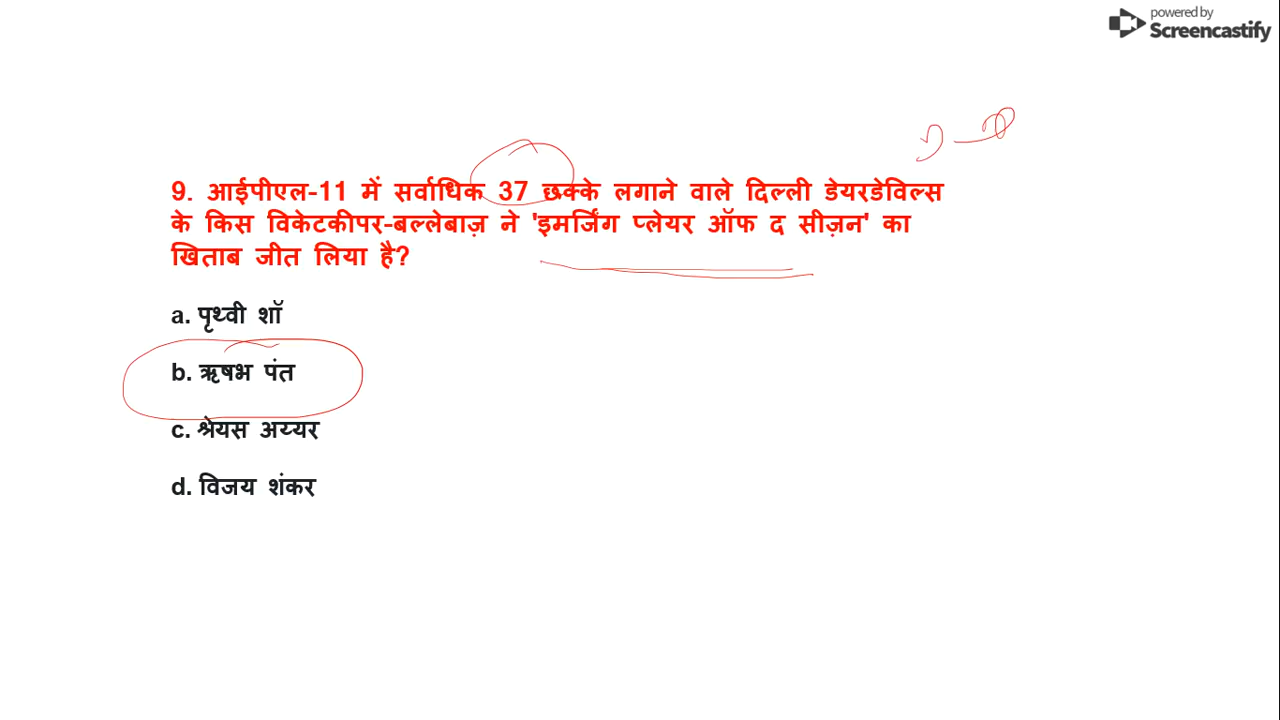 powered by
Screencastify
9. आईपीएल-11 में सर्वाधिक 37 छक्के लगाने वाले दिल्ली डेयरडेविल्स
के किस विकेटकीपर-बल्लेबाज़ ने 'इमर्जिंग प्लेयर ऑफ द सीज़न' का
खिताब जीत लिया है?
a. पृथ्वी शॉ
b. ऋषभ पंत
c. श्रेयस अय्यर
d. विजय शंकर